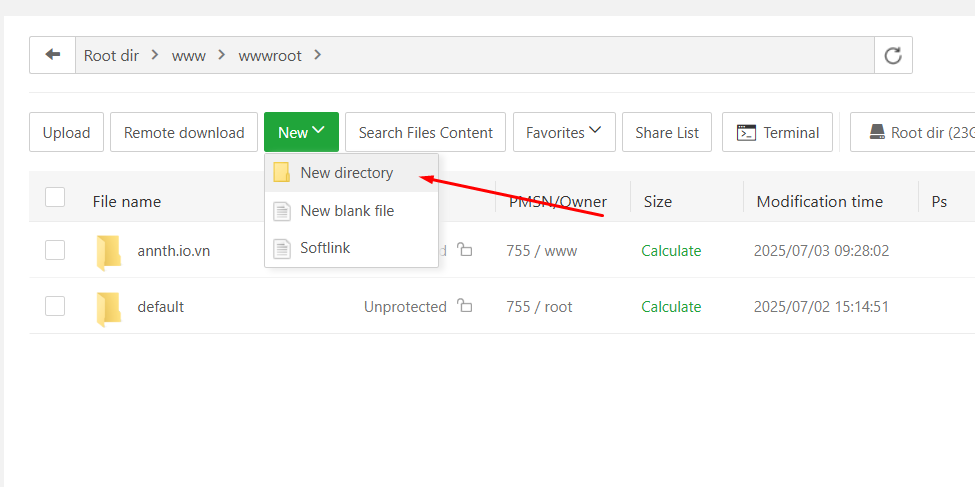 Root dir > www > wwwroot >
Upload Remote download New Search Files Content Favorites Share List Terminal Root dir (23G
New directory
New blank file
Softlink
File name PMSN/Owner Size Modification time Ps
annth.io.vn 755 / www Calculate 2025/07/03 09:28:02
default Unprotected 755 / root Calculate 2025/07/02 15:14:51